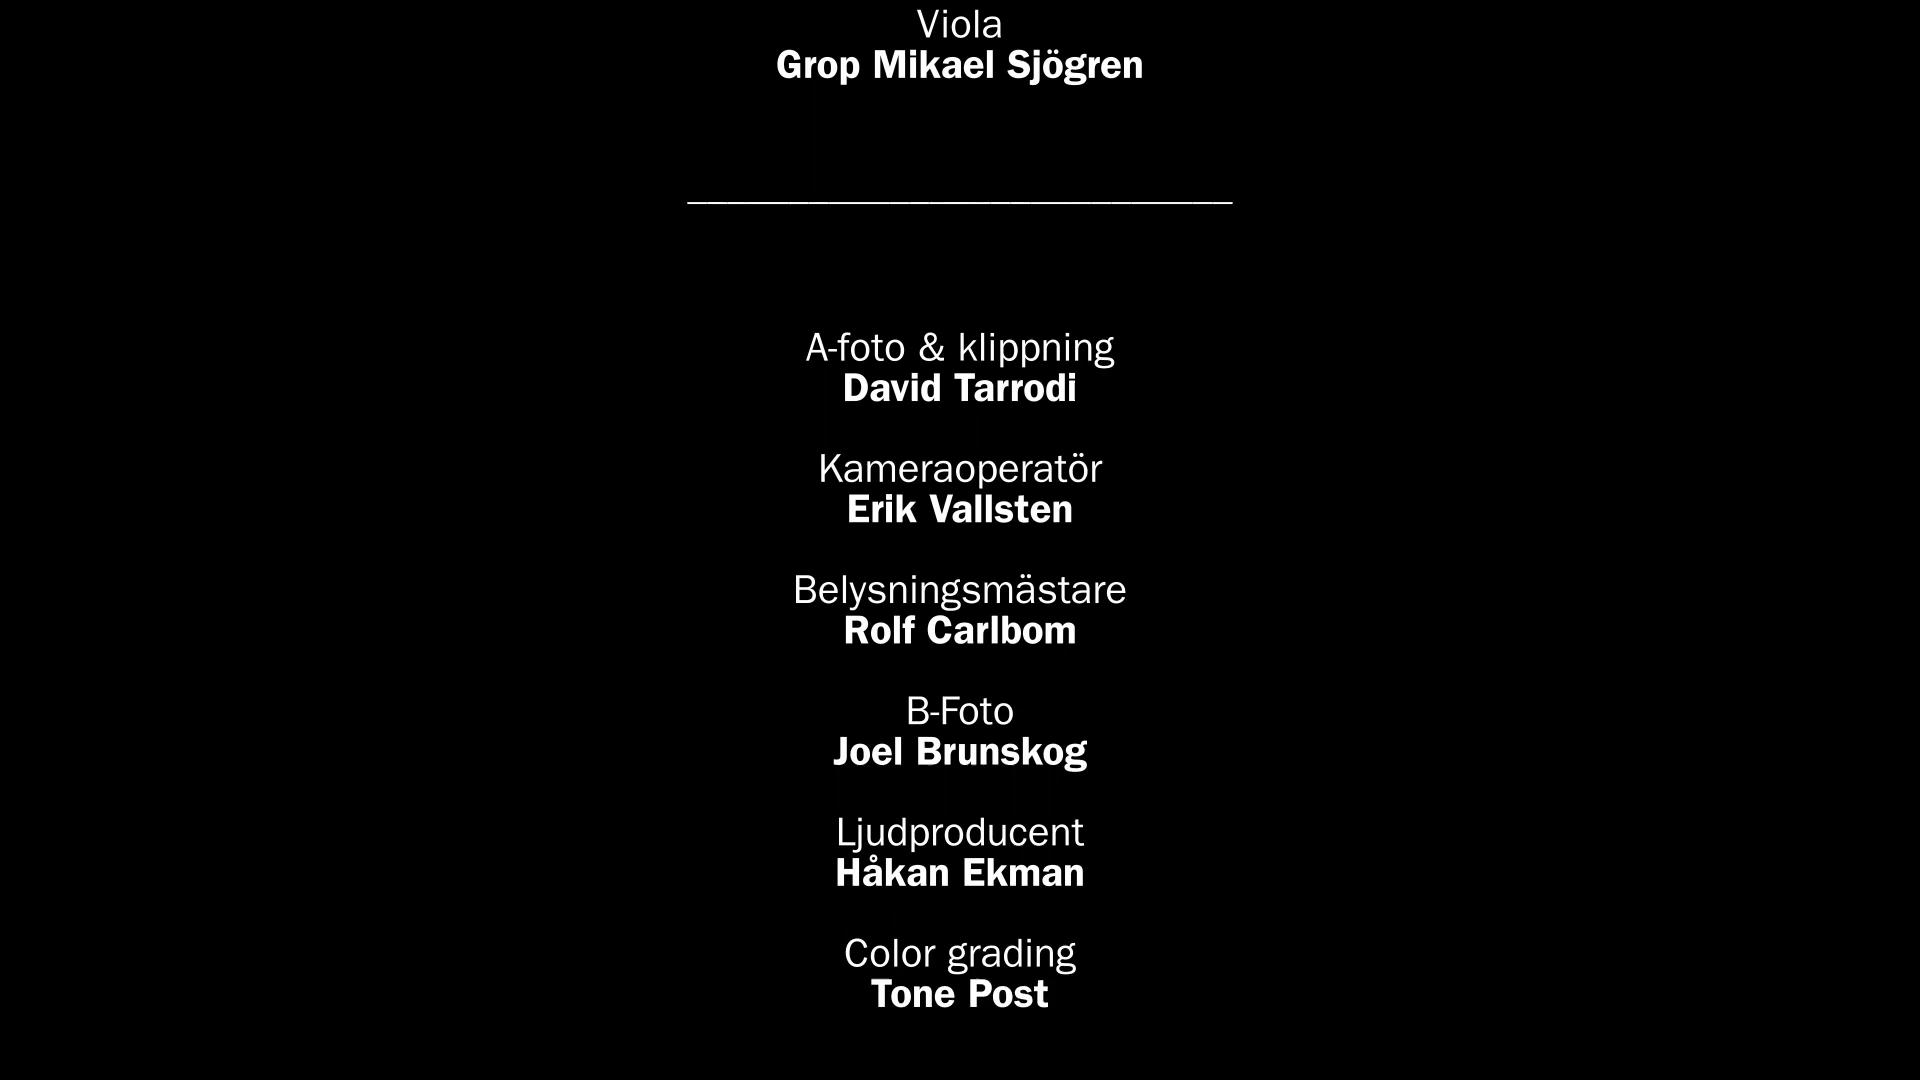 Viola
Grop Mikael Sjögren
___________________________
A-foto & klippning
David Tarrodi
Kameraoperatör
Erik Vallsten
Belysningsmästare
Rolf Carlbom
B-Foto
Joel Brunskog
Ljudproducent
Håkan Ekman
Color grading
Tone Post